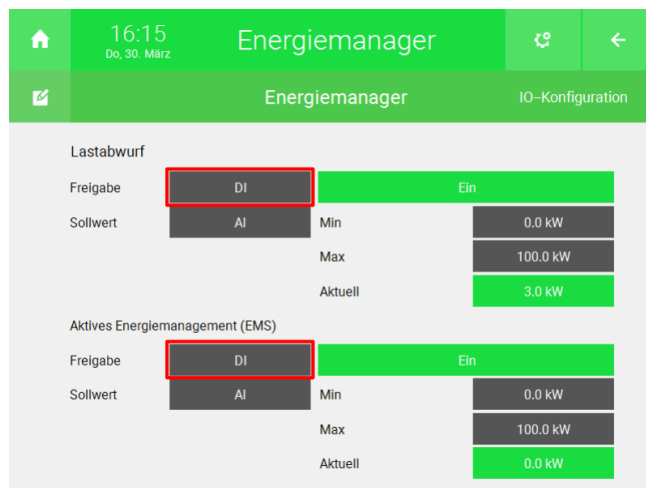 16:15
Do, 30. März
Energiemanager
Energiemanager
IO-Konfiguration
Lastabwurf
Freigabe DI Ein
Sollwert AI Min 0.0 kW
Max 100.0 kW
Aktuell 3.0 kW
Aktives Energiemanagement (EMS)
Freigabe DI Ein
Sollwert AI Min 0.0 kW
Max 100.0 kW
Aktuell 0.0 kW